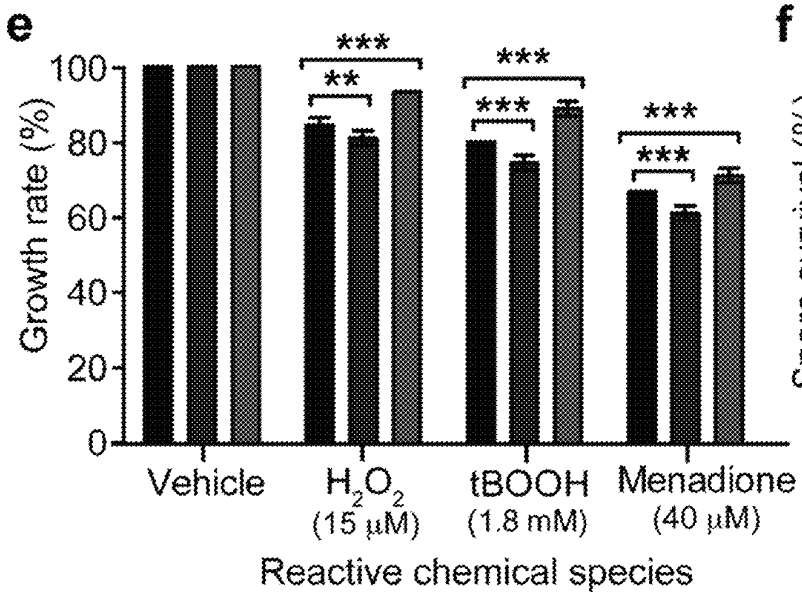 e
f
Growth rate (%)
100
80
60
40
20
0
***
**
***
***
***
***
Vehicle
H₂O₂
(15 μM)
tBOOH
(1.8 mM)
Menadione
(40 μM)
Reactive chemical species